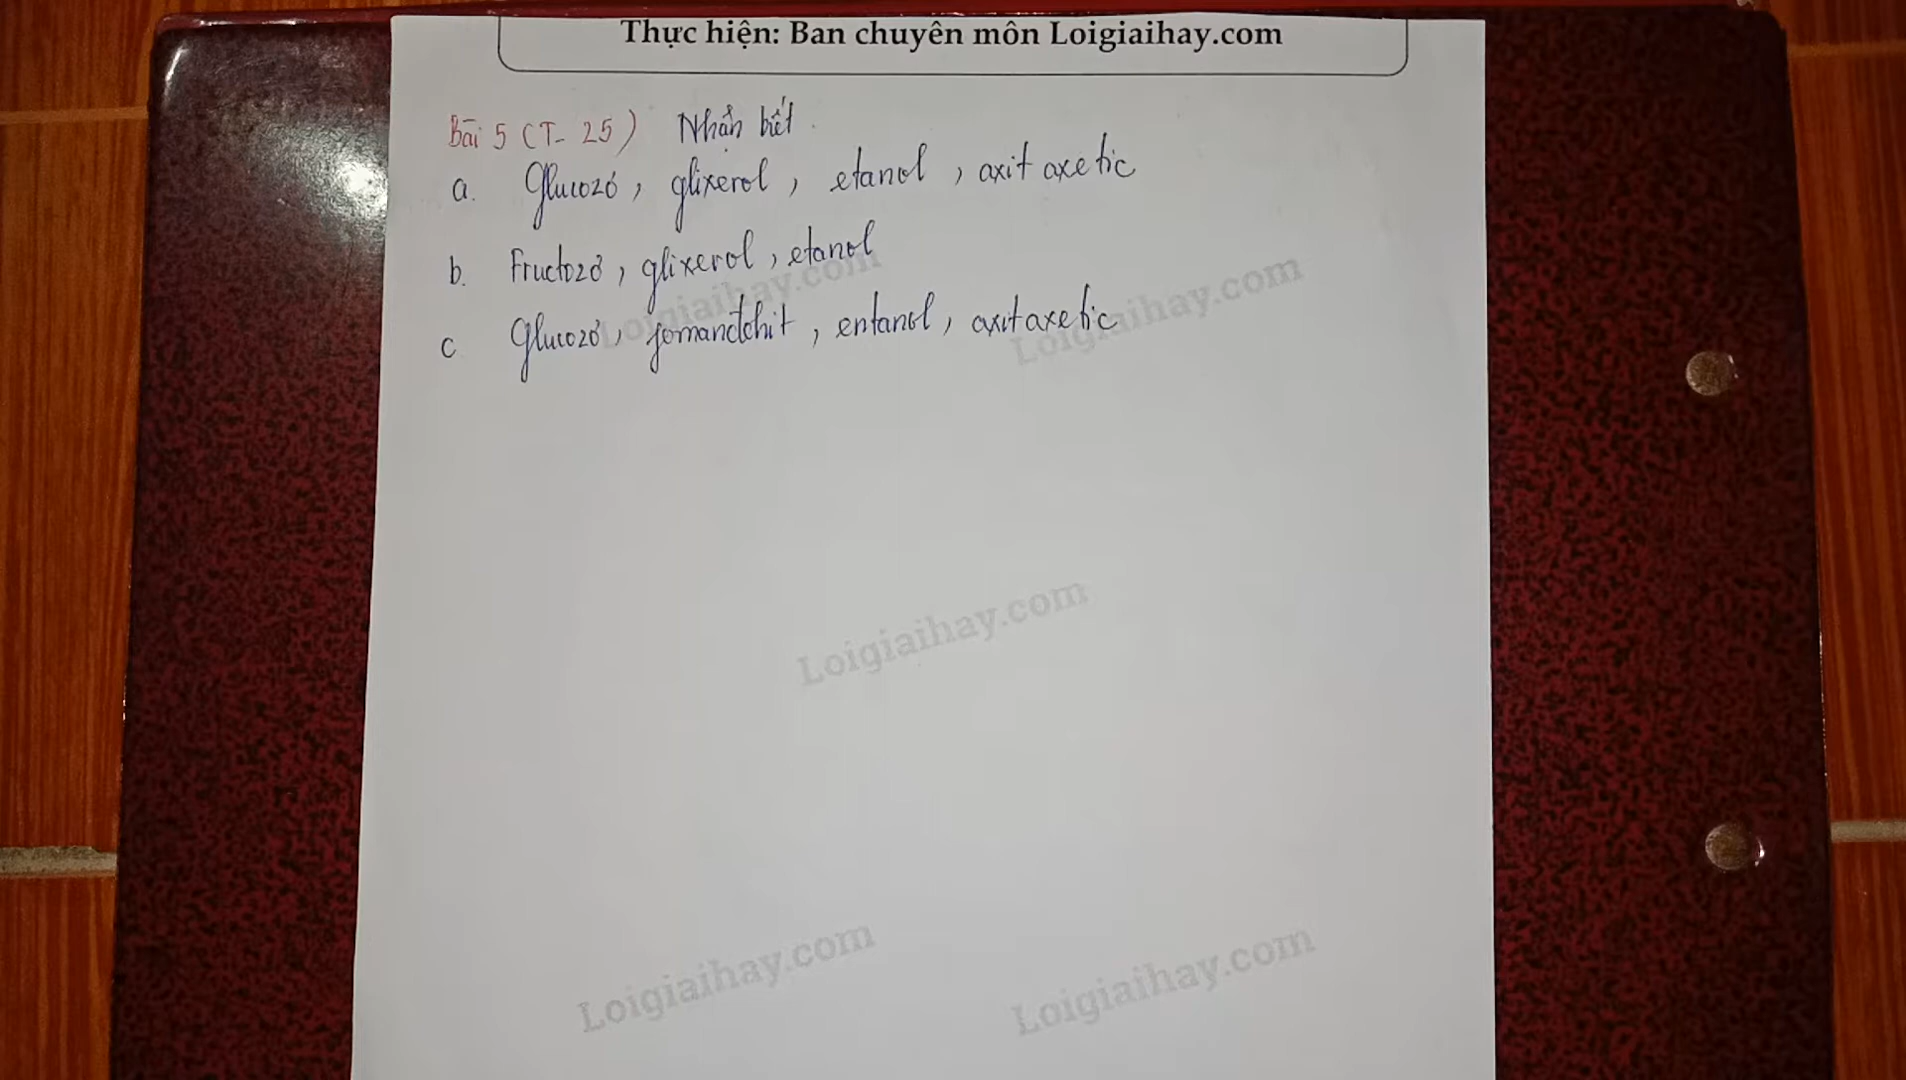 Thực hiện: Ban chuyên môn Loigiaihay.com
Bài 5 (T- 25) Nhận biết
a. Glucozơ, glixerol, etanol, axit axetic
b. Fructozơ, glixerol, etanol
Loigiaihay.com
Loigiaihay.com
c Glucozơ, fomandehit, entanol, axit axetic
Loigiaihay.com
Loigiaihay.com
Loigiaihay.com